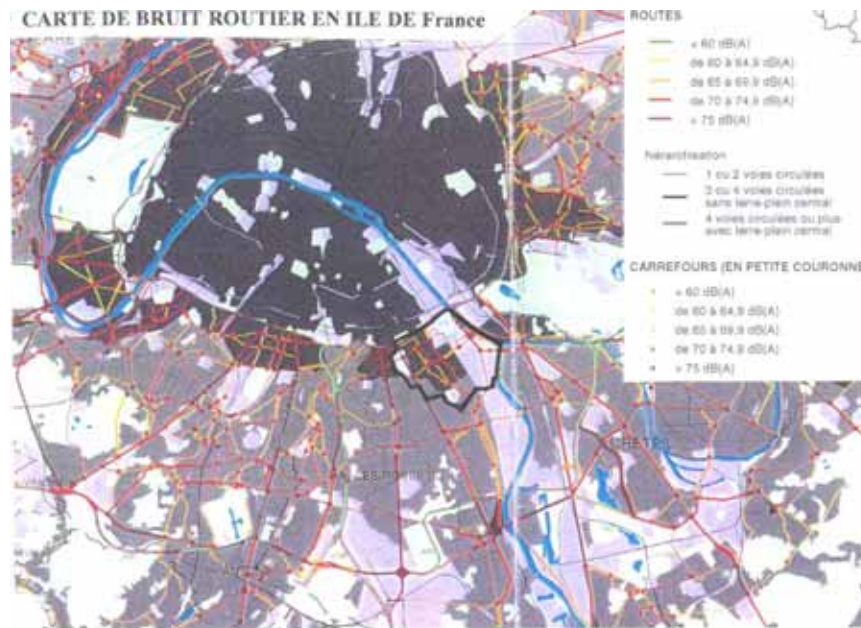 CARTE DE BRUIT ROUTIER EN ILE DE France
ROUTES
< 60 dB(A)
de 60 à 64,9 dB(A)
de 65 à 69,9 dB(A)
de 70 à 74,9 dB(A)
> 75 dB(A)
hiérarchisation
1 ou 2 voies circulées
3 ou 4 voies circulées
sans terre-plein central
4 voies circulées ou plus
avec terre-plein central
CARREFOURS (EN PETITE COURONNE
< 60 dB(A)
de 60 à 64,9 dB(A)
de 65 à 69,9 dB(A)
de 70 à 74,9 dB(A)
> 75 dB(A)